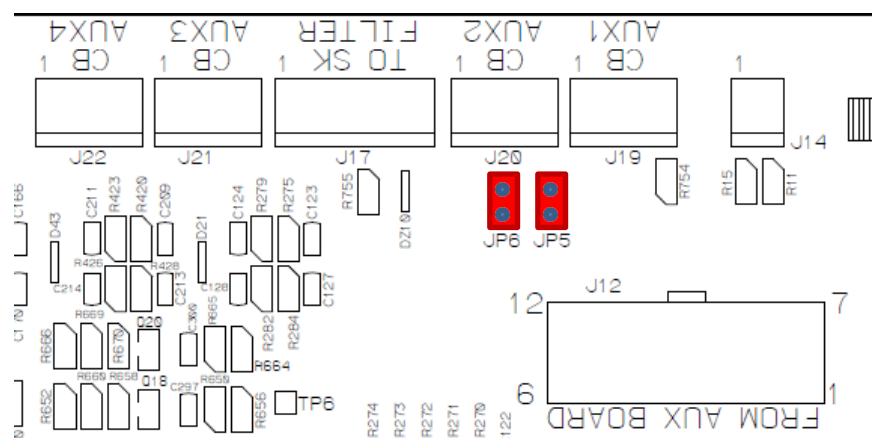 AUX4 AUX3 FILTER AUX2 AUX1
1 CB 1 CB 1 TO SK 1 CB 1 CB 1
J22 J21 J17 J20 J19 J14
C166 D43 C211 R423 R420 C209 D21 C124 R279 R275 C123 R755 DZ10 R754 R15 R11
JP6 JP5
R426 R428
C214 C213 C128 C127
J12
12 7
C170 R669 Q20 C300 R665 R282 R284
R666 R670 R664
R660 R658 Q18 R650
R652 C297 R656 TP6
9 1
R274 R273 R272 R271 R270 122
FROM AUX BOARD